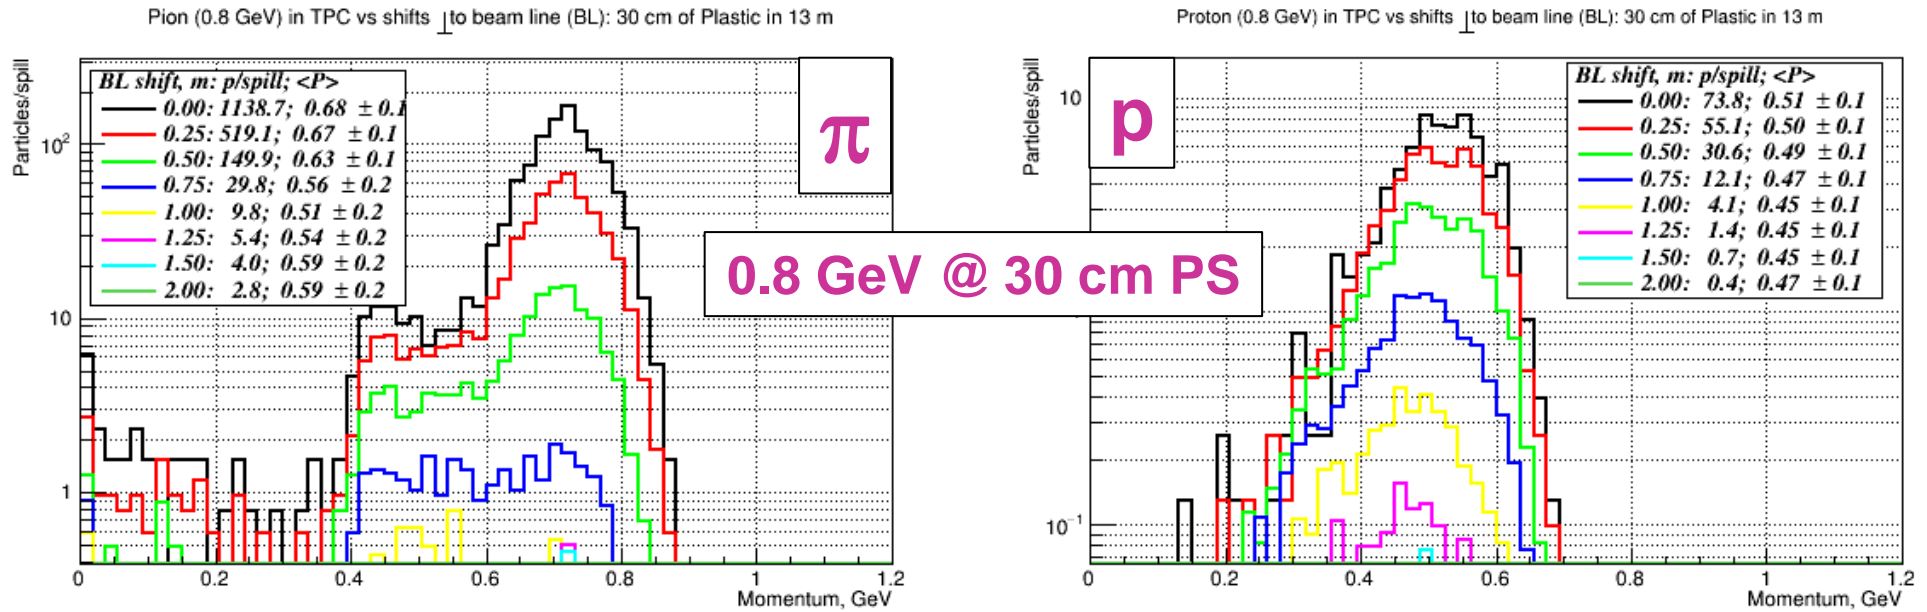 Pion (0.8 GeV) in TPC vs shifts ⊥to beam line (BL): 30 cm of Plastic in 13 m
Particles/spill
BL shift, m: p/spill; <P>
0.00: 1138.7; 0.68 ± 0.1
0.25: 519.1; 0.67 ± 0.1
0.50: 149.9; 0.63 ± 0.1
0.75: 29.8; 0.56 ± 0.2
1.00: 9.8; 0.51 ± 0.2
1.25: 5.4; 0.54 ± 0.2
1.50: 4.0; 0.59 ± 0.2
2.00: 2.8; 0.59 ± 0.2
π
10²
10
1
0 0.2 0.4 0.6 0.8 1 1.2
Momentum, GeV
0.8 GeV @ 30 cm PS
Proton (0.8 GeV) in TPC vs shifts ⊥to beam line (BL): 30 cm of Plastic in 13 m
Particles/spill
p
BL shift, m: p/spill; <P>
0.00: 73.8; 0.51 ± 0.1
0.25: 55.1; 0.50 ± 0.1
0.50: 30.6; 0.49 ± 0.1
0.75: 12.1; 0.47 ± 0.1
1.00: 4.1; 0.45 ± 0.1
1.25: 1.4; 0.45 ± 0.1
1.50: 0.7; 0.45 ± 0.1
2.00: 0.4; 0.47 ± 0.1
10
10⁻¹
0 0.2 0.4 0.6 0.8 1 1.2
Momentum, GeV